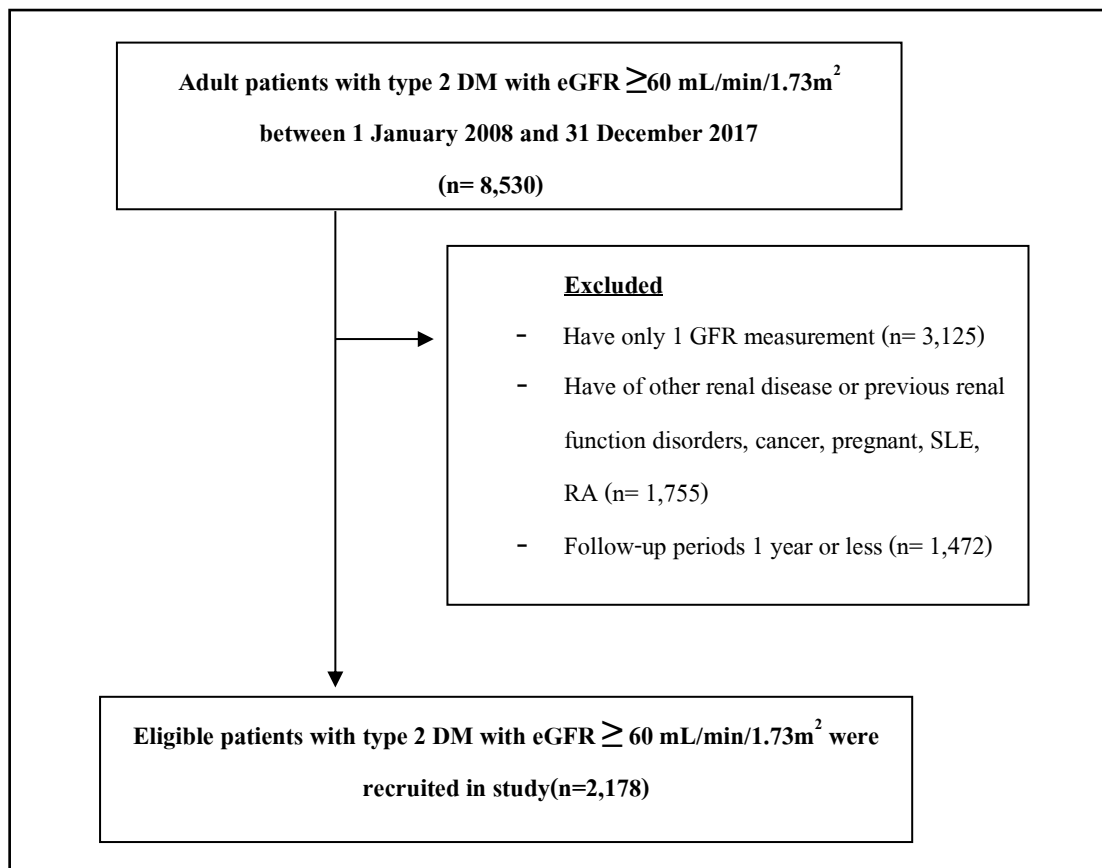 Adult patients with type 2 DM with eGFR ≥60 mL/min/1.73m²
between 1 January 2008 and 31 December 2017
(n= 8,530)
Excluded
- Have only 1 GFR measurement (n= 3,125)
- Have of other renal disease or previous renal
function disorders, cancer, pregnant, SLE,
RA (n= 1,755)
- Follow-up periods 1 year or less (n= 1,472)
Eligible patients with type 2 DM with eGFR ≥ 60 mL/min/1.73m² were
recruited in study(n=2,178)